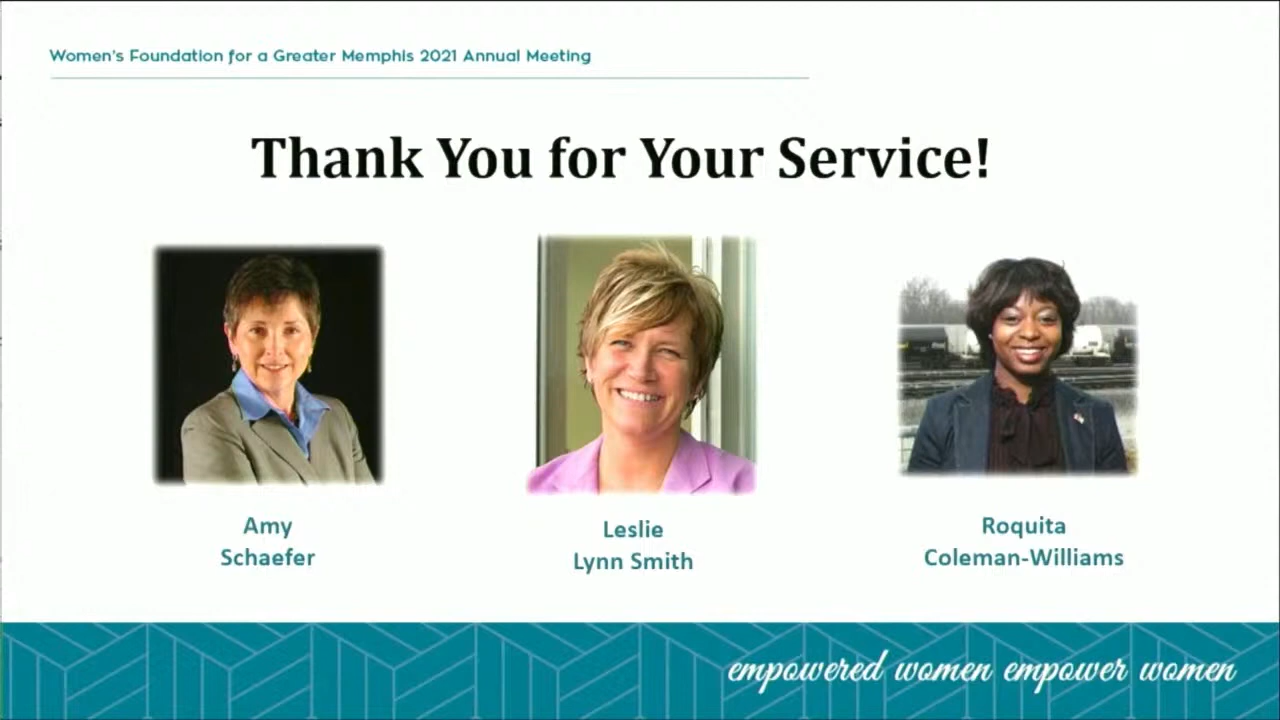 Women's Foundation for a Greater Memphis 2021 Annual Meeting
Thank You for Your Service!
Amy
Schaefer
Leslie
Lynn Smith
Roquita
Coleman-Williams
empowered women empower women